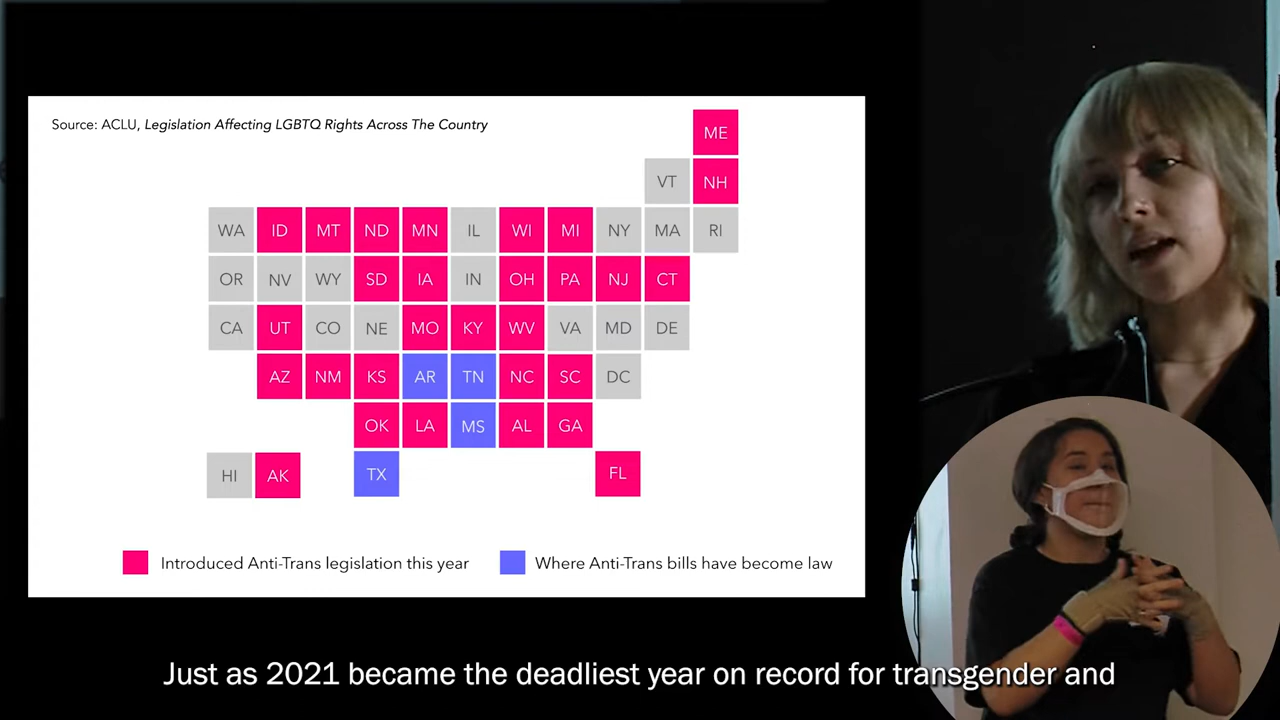 Source: ACLU, Legislation Affecting LGBTQ Rights Across The Country
ME
VT NH
WA ID MT ND MN IL WI MI NY MA RI
OR NV WY SD IA IN OH PA NJ CT
CA UT CO NE MO KY WV VA MD DE
AZ NM KS AR TN NC SC DC
OK LA MS AL GA
HI AK TX FL
Introduced Anti-Trans legislation this year Where Anti-Trans bills have become law
Just as 2021 became the deadliest year on record for transgender and